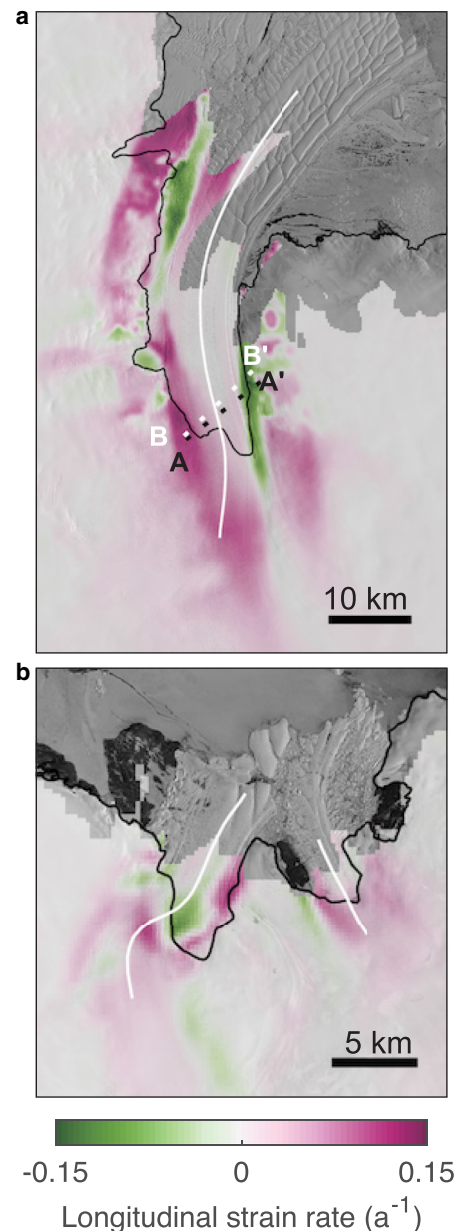 a
B'
A'
B
A
10 km
b
5 km
-0.15 0 0.15
Longitudinal strain rate (a⁻¹)